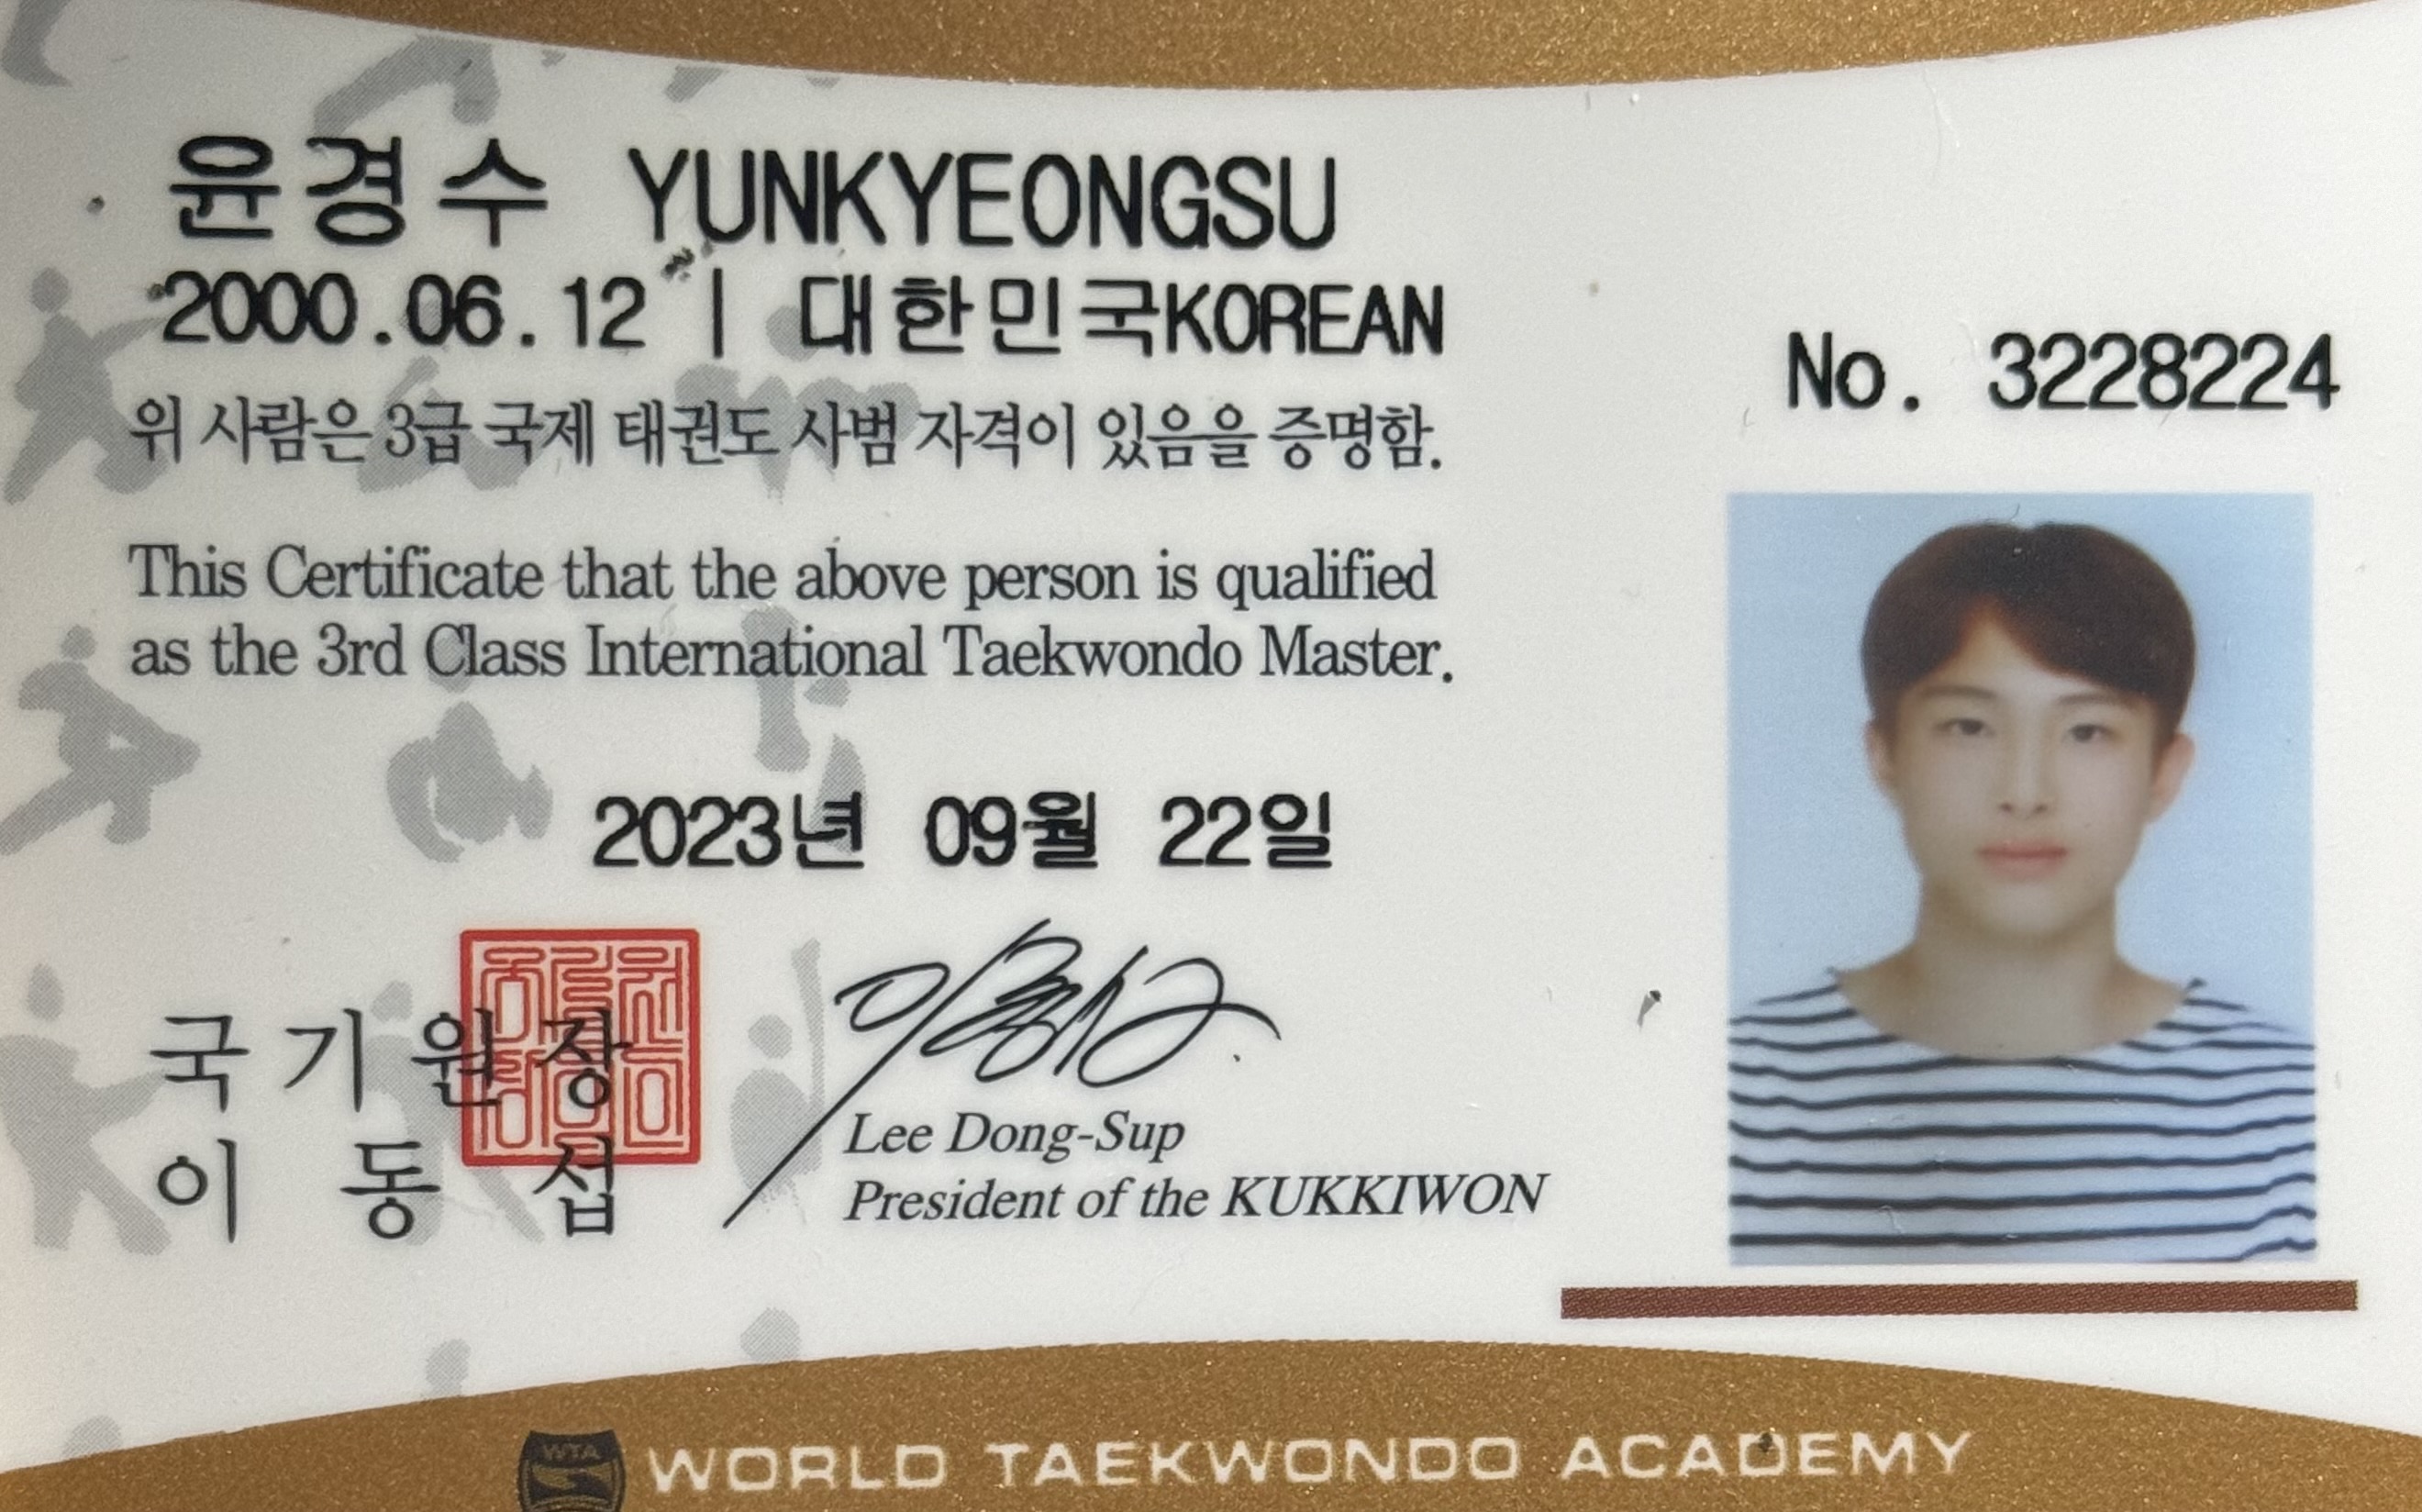 윤경수 YUNKYEONGSU
2000.06.12 | 대한민국KOREAN
No. 3228224
위 사람은 3급 국제 태권도 사범 자격이 있음을 증명함.
This Certificate that the above person is qualified
as the 3rd Class International Taekwondo Master.
2023년 09월 22일
국기원장
이동섭
Lee Dong-Sup
President of the KUKKIWON
WTA
WORLD TAEKWONDO ACADEMY